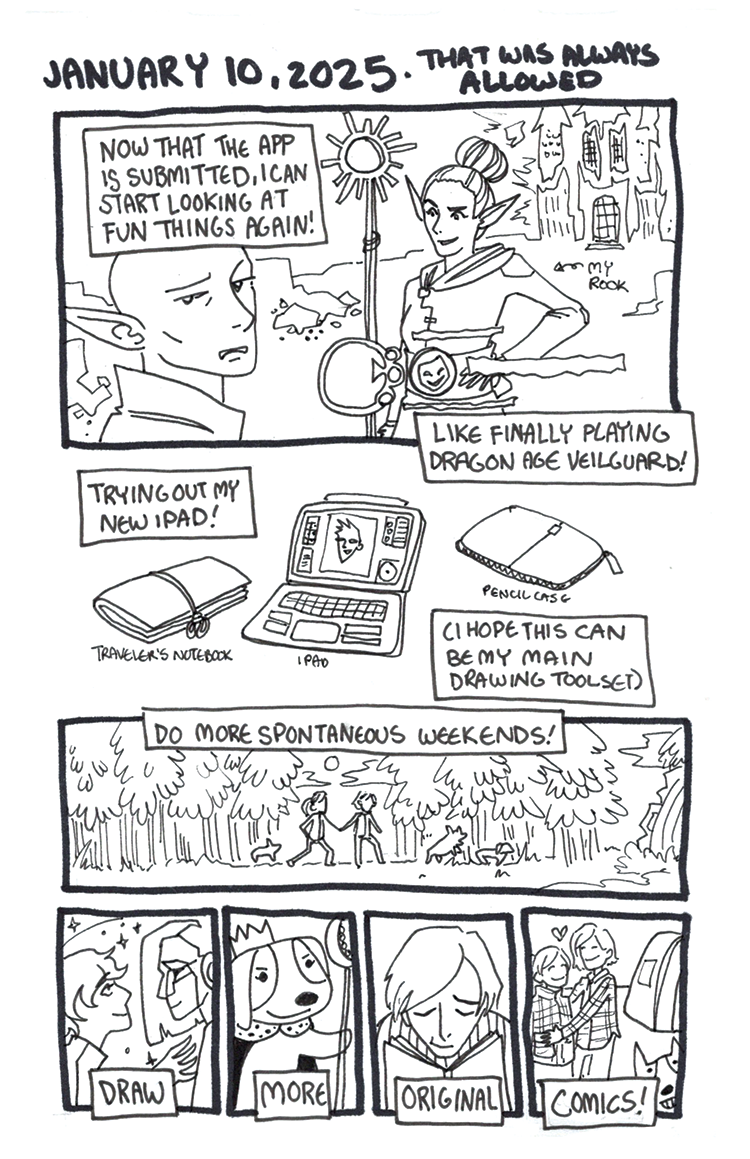 JANUARY 10, 2025. THAT WAS ALWAYS
ALLOWED
NOW THAT THE APP
IS SUBMITTED, I CAN
START LOOKING AT
FUN THINGS AGAIN!
MY
ROOK
LIKE FINALLY PLAYING
DRAGON AGE VEILGUARD!
TRYING OUT MY
NEW IPAD!
TRAVELER'S NOTEBOOK
IPAD
PENCIL CASE
(I HOPE THIS CAN
BE MY MAIN
DRAWING TOOLSET)
DO MORE SPONTANEOUS WEEKENDS!
DRAW
MORE
ORIGINAL
COMICS!